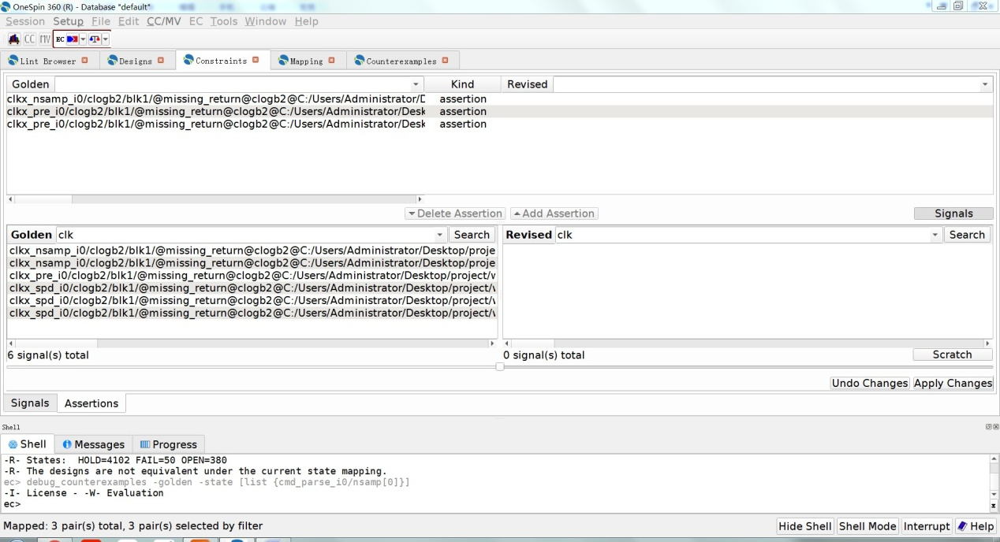 OneSpin 360 (R) - Database "default"
Session Setup File Edit CC/MV EC Tools Window Help
CC MV EC
Lint Browser Designs Constraints Mapping Counterexamples
Golden Kind Revised
clkx_nsamp_i0/clogb2/blk1/@missing_return@clogb2@C:/Users/Administrator/D assertion
clkx_pre_i0/clogb2/blk1/@missing_return@clogb2@C:/Users/Administrator/Desk assertion
clkx_pre_i0/clogb2/blk1/@missing_return@clogb2@C:/Users/Administrator/Desk assertion
Delete Assertion Add Assertion Signals
Golden clk Search Revised clk Search
clkx_nsamp_i0/clogb2/blk1/@missing_return@clogb2@C:/Users/Administrator/Desktop/proje
clkx_nsamp_i0/clogb2/blk1/@missing_return@clogb2@C:/Users/Administrator/Desktop/proje
clkx_pre_i0/clogb2/blk1/@missing_return@clogb2@C:/Users/Administrator/Desktop/project/
clkx_spd_i0/clogb2/blk1/@missing_return@clogb2@C:/Users/Administrator/Desktop/project/
clkx_spd_i0/clogb2/blk1/@missing_return@clogb2@C:/Users/Administrator/Desktop/project/
clkx_spd_i0/clogb2/blk1/@missing_return@clogb2@C:/Users/Administrator/Desktop/project/
6 signal(s) total 0 signal(s) total Scratch
Undo Changes Apply Changes
Signals Assertions
Shell
Shell Messages Progress
-R- States:  HOLD=4102 FAIL=50 OPEN=380
-R- The designs are not equivalent under the current state mapping.
ec> debug_counterexamples -golden -state [list {cmd_parse_i0/nsamp[0]}]
-I- License - -W- Evaluation
ec>
Mapped: 3 pair(s) total, 3 pair(s) selected by filter Hide Shell Shell Mode Interrupt Help